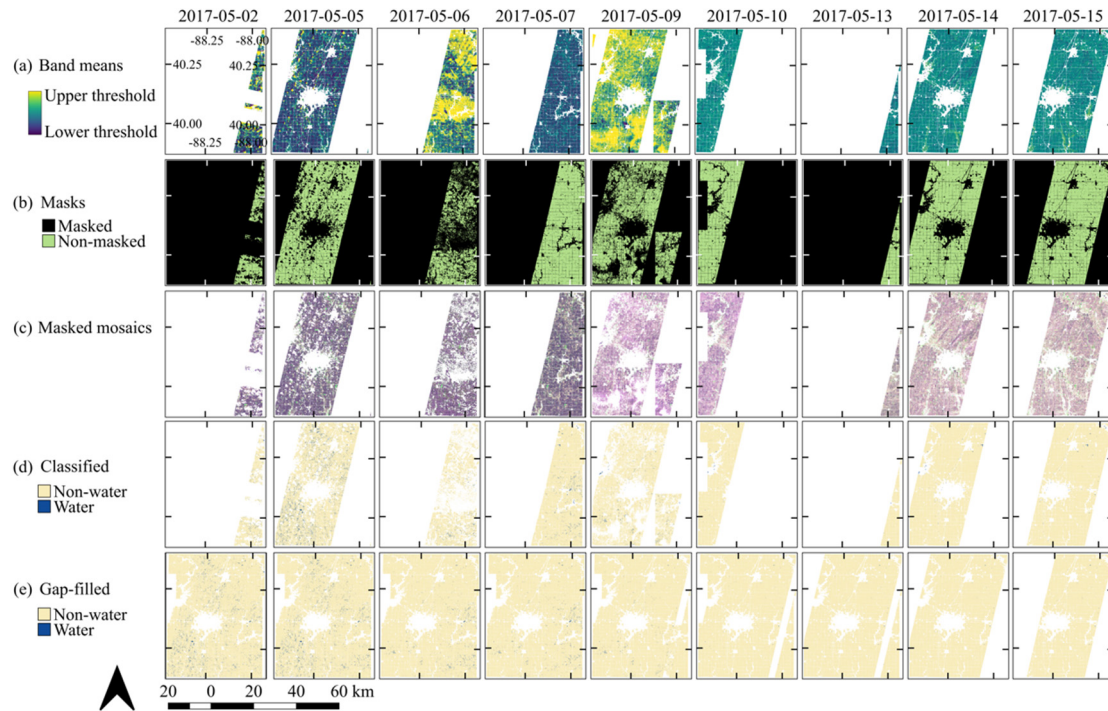 2017-05-02 2017-05-05 2017-05-06 2017-05-07 2017-05-09 2017-05-10 2017-05-13 2017-05-14 2017-05-15
-88.25 -88.00
(a) Band means
40.25 40.25
Upper threshold
Lower threshold
40.00 40.00
-88.25 -88.00
(b) Masks
Masked
Non-masked
(c) Masked mosaics
(d) Classified
Non-water
Water
(e) Gap-filled
Non-water
Water
20 0 20 40 60 km